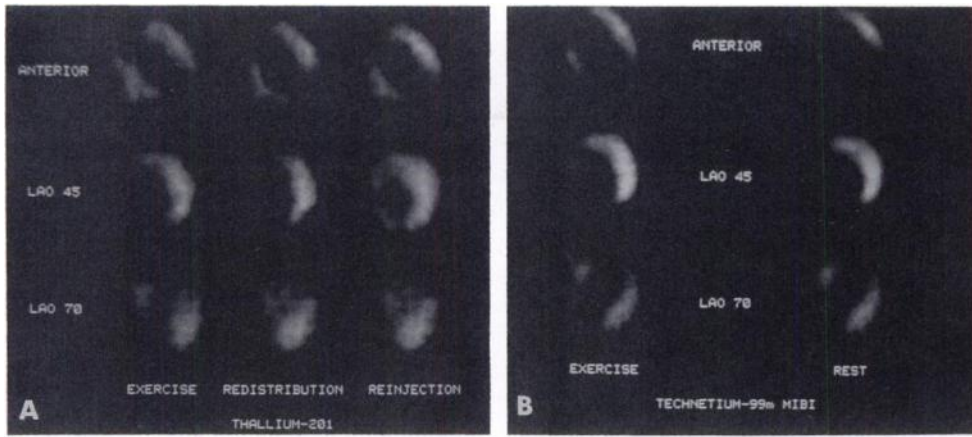 ANTERIOR
LAO 45
LAO 70
EXERCISE REDISTRIBUTION REINJECTION
A
THALLIUM-201
ANTERIOR
LAO 45
LAO 70
EXERCISE REST
B
TECHNETIUM-99m MIBI